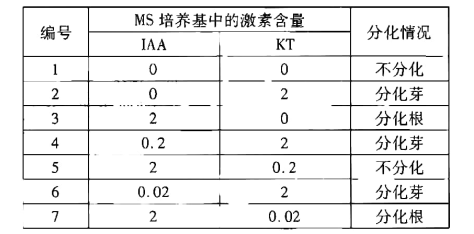 编号 MS 培养基中的激素含量 分化情况
IAA KT
1 0 0 不分化
2 0 2 分化芽
3 2 0 分化根
4 0.2 2 分化芽
5 2 0.2 不分化
6 0.02 2 分化芽
7 2 0.02 分化根